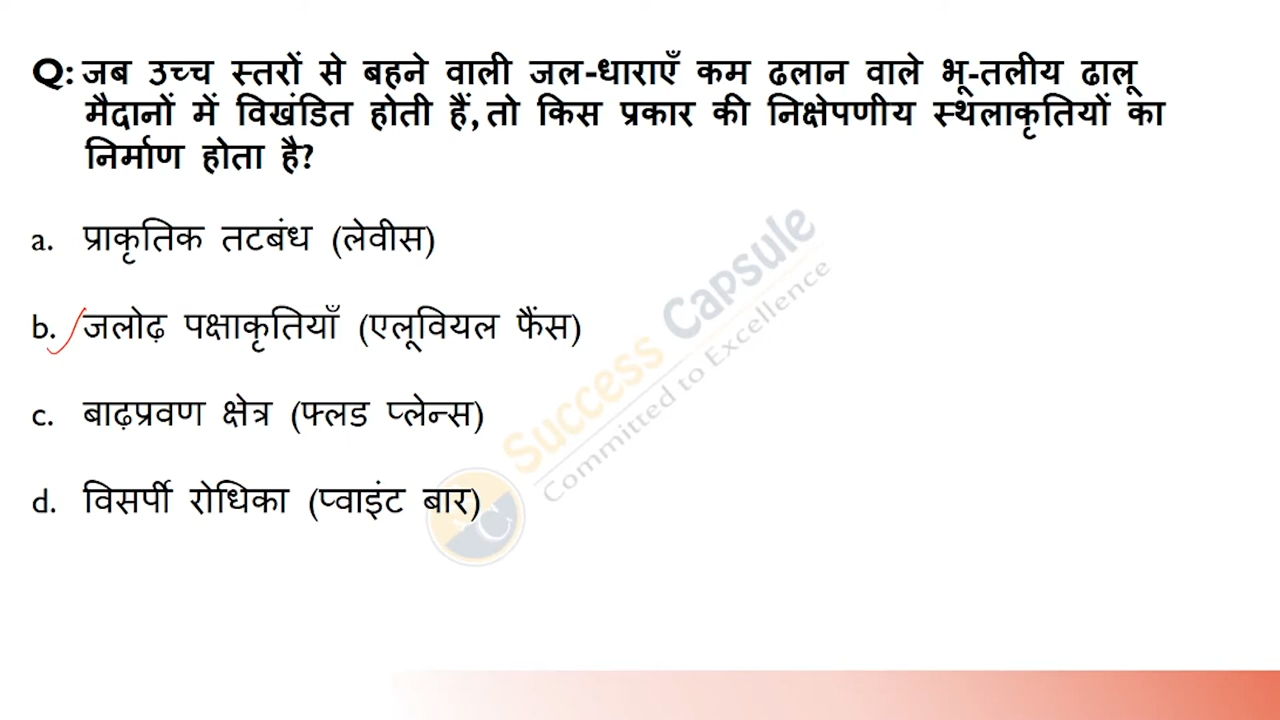 Q: जब उच्च स्तरों से बहने वाली जल-धाराएँ कम ढलान वाले भू-तलीय ढालू
मैदानों में विखंडित होती हैं, तो किस प्रकार की निक्षेपणीय स्थलाकृतियों का
निर्माण होता है?
a. प्राकृतिक तटबंध (लेवीस)
b. जलोढ़ पक्षाकृतियाँ (एलूवियल फैंस)
c. बाढ़प्रवण क्षेत्र (फ्लड प्लेन्स)
d. विसर्पी रोधिका (प्वाइंट बार)
Success Capsule
Committed to Excellence